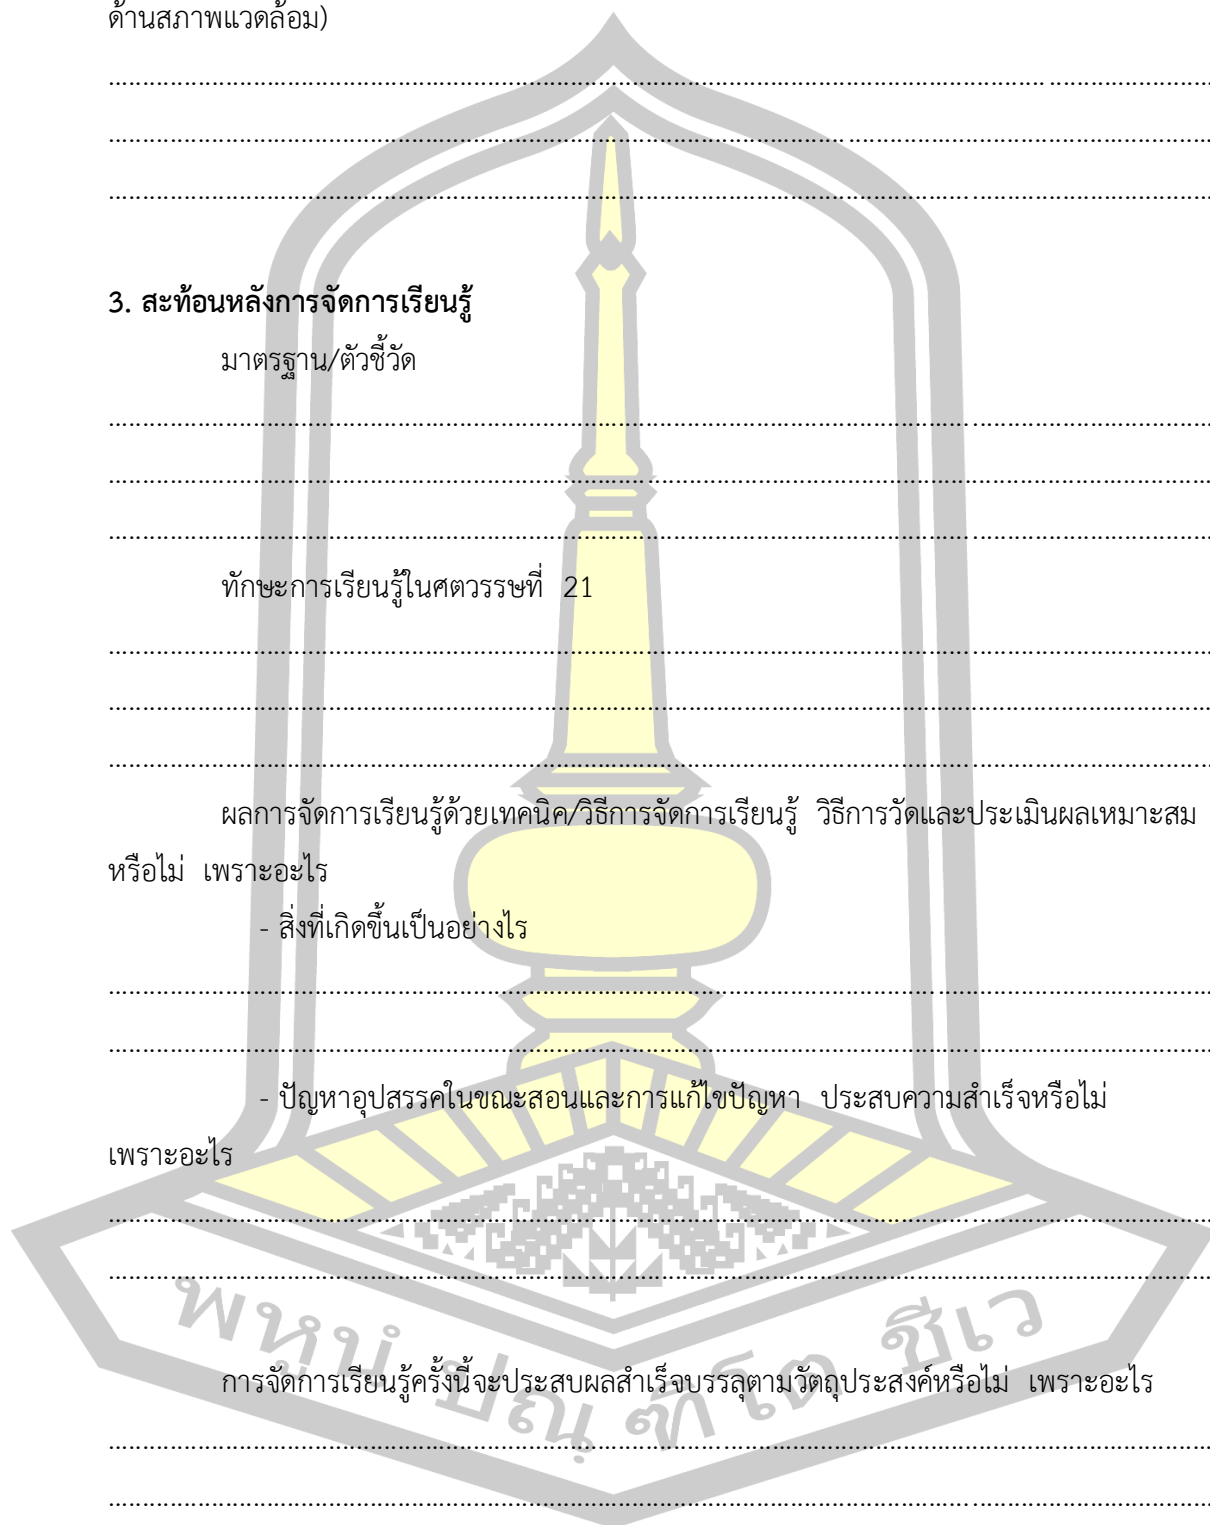 ด้านสภาพแวดล้อม)
................................................................................................................................
................................................................................................................................
................................................................................................................................
3. สะท้อนหลังการจัดการเรียนรู้
มาตรฐาน/ตัวชี้วัด
................................................................................................................................
................................................................................................................................
................................................................................................................................
ทักษะการเรียนรู้ในศตวรรษที่ 21
................................................................................................................................
................................................................................................................................
................................................................................................................................
ผลการจัดการเรียนรู้ด้วยเทคนิค/วิธีการจัดการเรียนรู้ วิธีการวัดและประเมินผลเหมาะสม
หรือไม่ เพราะอะไร
- สิ่งที่เกิดขึ้นเป็นอย่างไร
................................................................................................................................
................................................................................................................................
- ปัญหาอุปสรรคในขณะสอนและการแก้ไขปัญหา ประสบความสำเร็จหรือไม่
เพราะอะไร
................................................................................................................................
................................................................................................................................
พหูนํ ปณฺฑิโต ชีเว
การจัดการเรียนรู้ครั้งนี้จะประสบผลสำเร็จบรรลุตามวัตถุประสงค์หรือไม่ เพราะอะไร
................................................................................................................................
................................................................................................................................